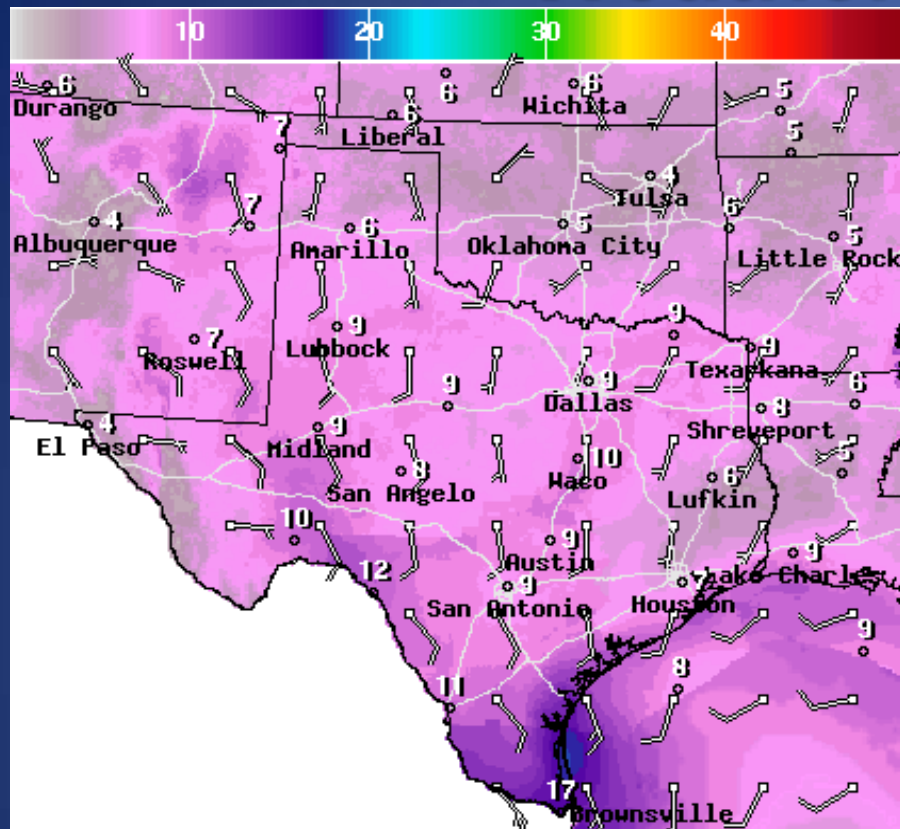 10 20 30 40
6 6 6 5
Durango Wichita
7 Liberal 6 5
4
Tulsa
4 7 6 5 6 5
Albuquerque Amarillo Oklahoma City Little Rock
7 9 9 9
Roswell Lubbock Texarkana
9 9 6
Dallas 8
4 9 Shreveport
El Paso Midland 10
8 Waco 6 5
San Angelo Lufkin
10 9 9
12 Austin Lake Charles
9 7
San Antonio Houston
9
11 8
17
Brownsville